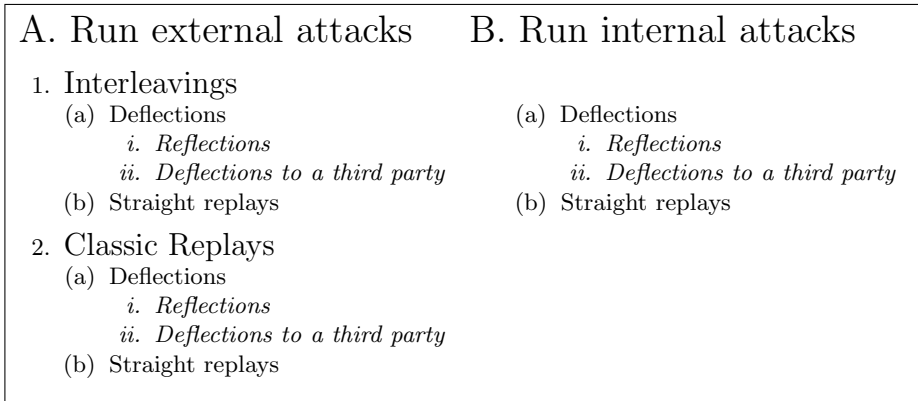 A. Run external attacks
1. Interleavings
(a) Deflections
i. Reflections
ii. Deflections to a third party
(b) Straight replays
2. Classic Replays
(a) Deflections
i. Reflections
ii. Deflections to a third party
(b) Straight replays
B. Run internal attacks
(a) Deflections
i. Reflections
ii. Deflections to a third party
(b) Straight replays